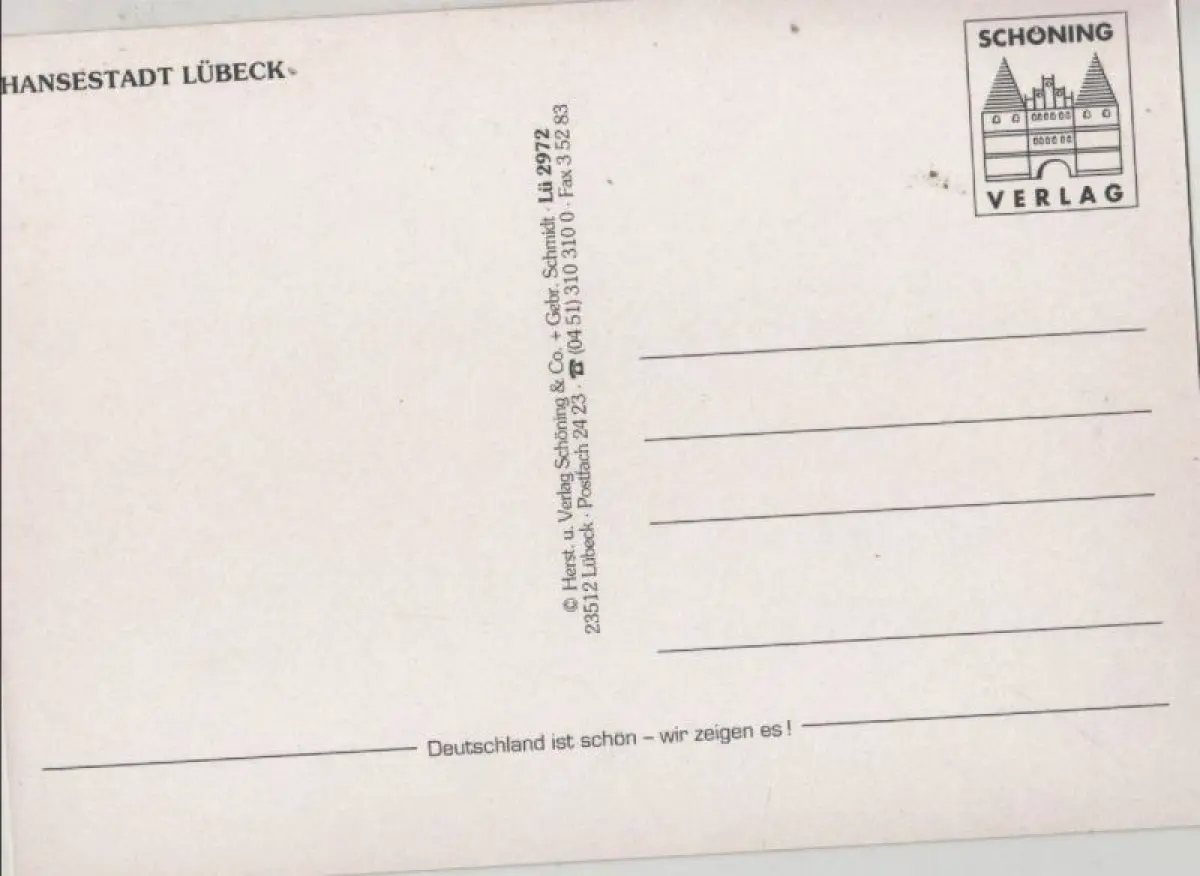 HANSESTADT LÜBECK
SCHÖNING
VERLAG
© Herst. u. Verlag Schöning & Co. + Gebr. Schmidt · Lü 2972
23512 Lübeck · Postfach 24 23 · ☎ (04 51) 310 310 0 · Fax 3 52 83
Deutschland ist schön – wir zeigen es!